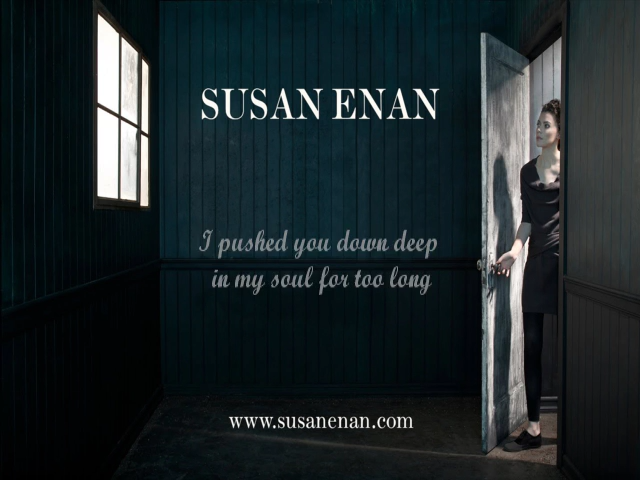 SUSAN ENAN
I pushed you down deep
in my soul for too long
www.susanenan.com